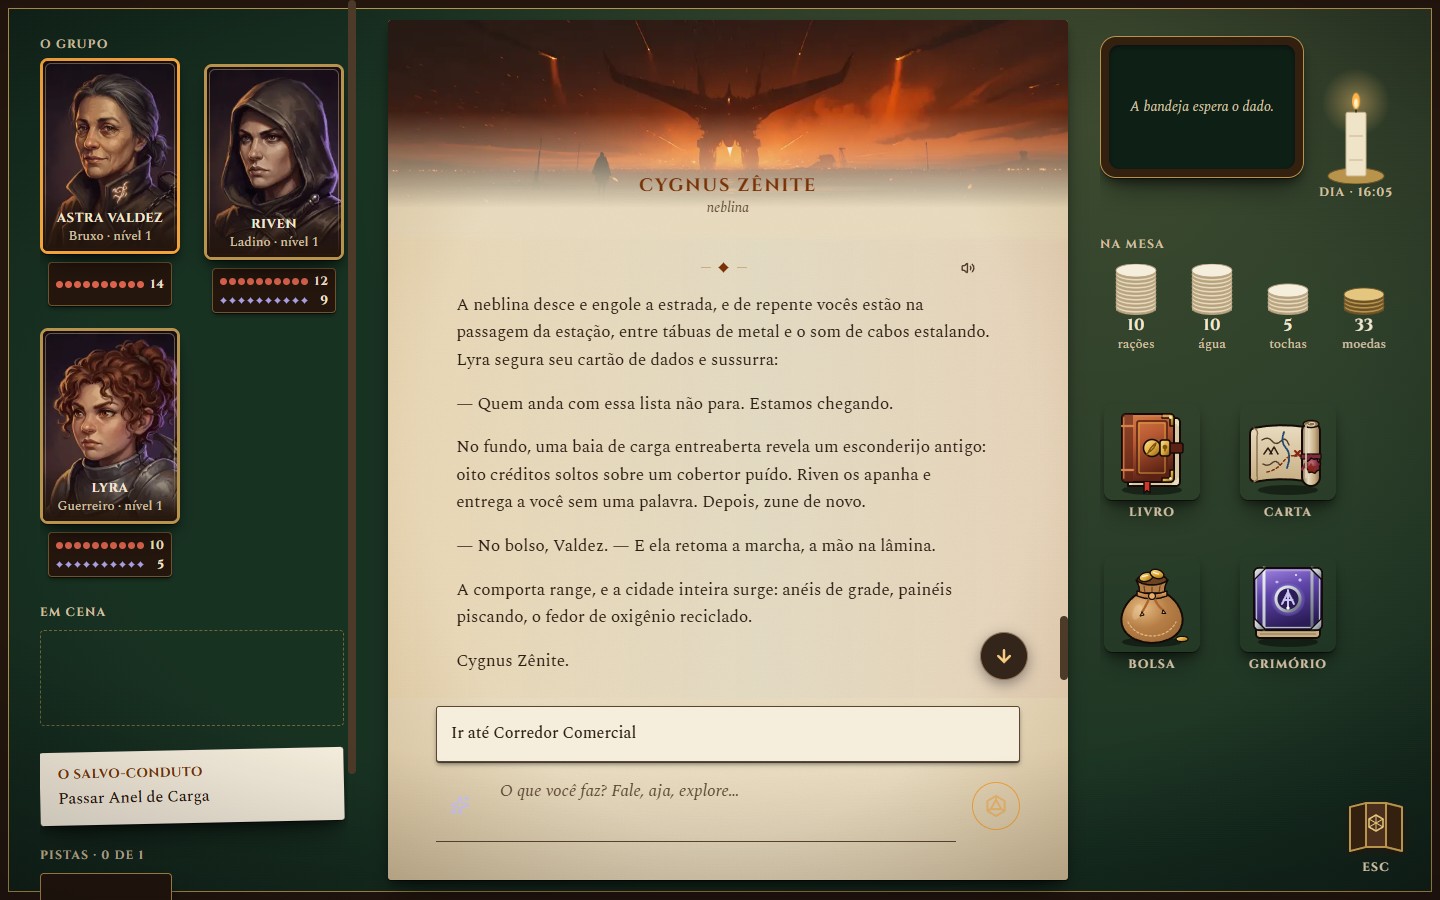 O GRUPO
ASTRA VALDEZ
Bruxo · nível 1
14
RIVEN
Ladino · nível 1
12
9
LYRA
Guerreiro · nível 1
10
5
EM CENA
O SALVO-CONDUTO
Passar Anel de Carga
PISTAS · 0 DE 1
CYGNUS ZÊNITE
neblina
A neblina desce e engole a estrada, e de repente vocês estão na
passagem da estação, entre tábuas de metal e o som de cabos estalando.
Lyra segura seu cartão de dados e sussurra:
— Quem anda com essa lista não para. Estamos chegando.
No fundo, uma baia de carga entreaberta revela um esconderijo antigo:
oito créditos soltos sobre um cobertor puído. Riven os apanha e
entrega a você sem uma palavra. Depois, zune de novo.
— No bolso, Valdez. — E ela retoma a marcha, a mão na lâmina.
A comporta range, e a cidade inteira surge: anéis de grade, painéis
piscando, o fedor de oxigênio reciclado.
Cygnus Zênite.
Ir até Corredor Comercial
O que você faz? Fale, aja, explore...
A bandeja espera o dado.
DIA · 16:05
NA MESA
10
rações
10
água
5
tochas
33
moedas
LIVRO
CARTA
BOLSA
GRIMÓRIO
ESC